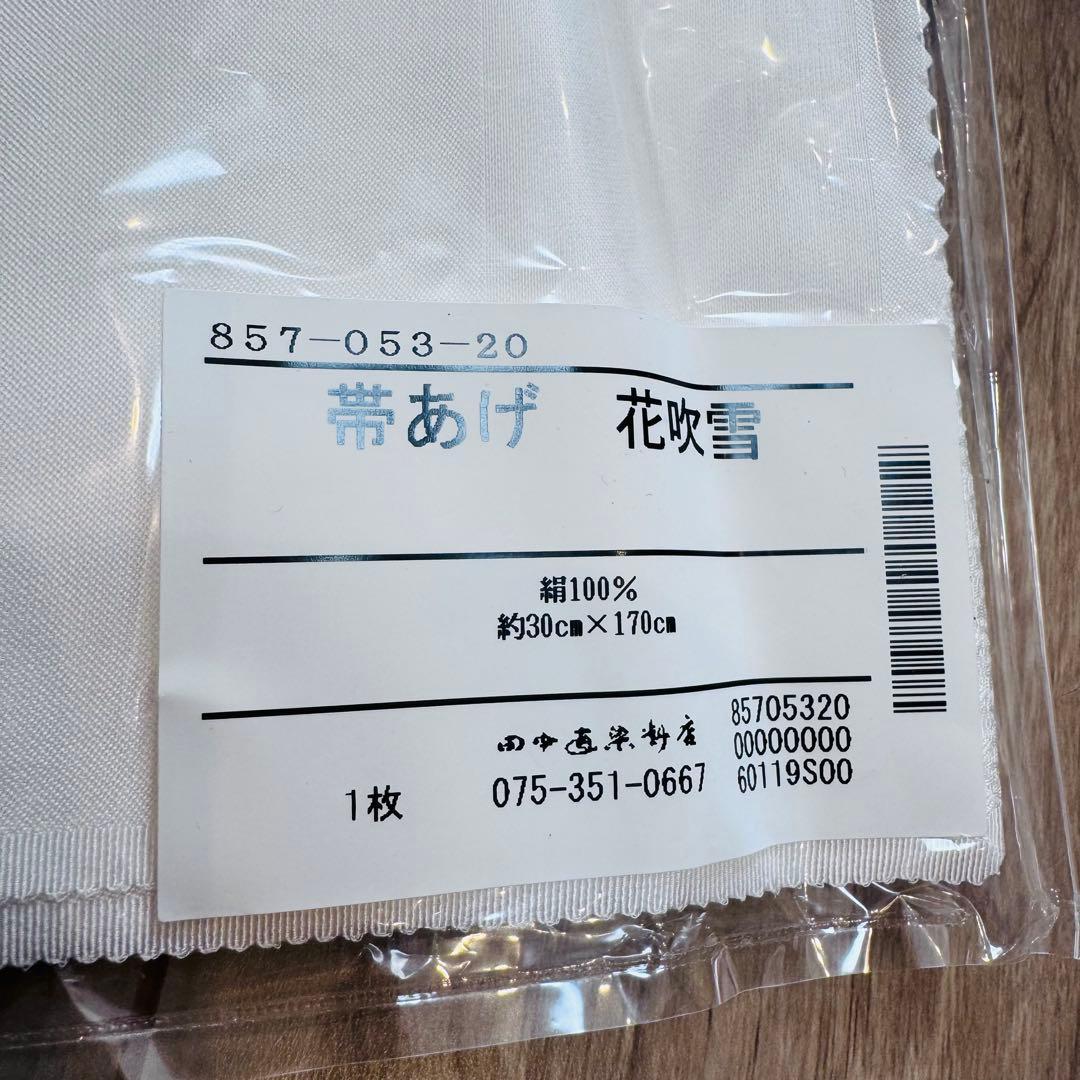 857-053-20
帯あげ 花吹雪
絹100%
約30cm×170cm
田中直染料店
1枚
075-351-0667
85705320
00000000
60119S00